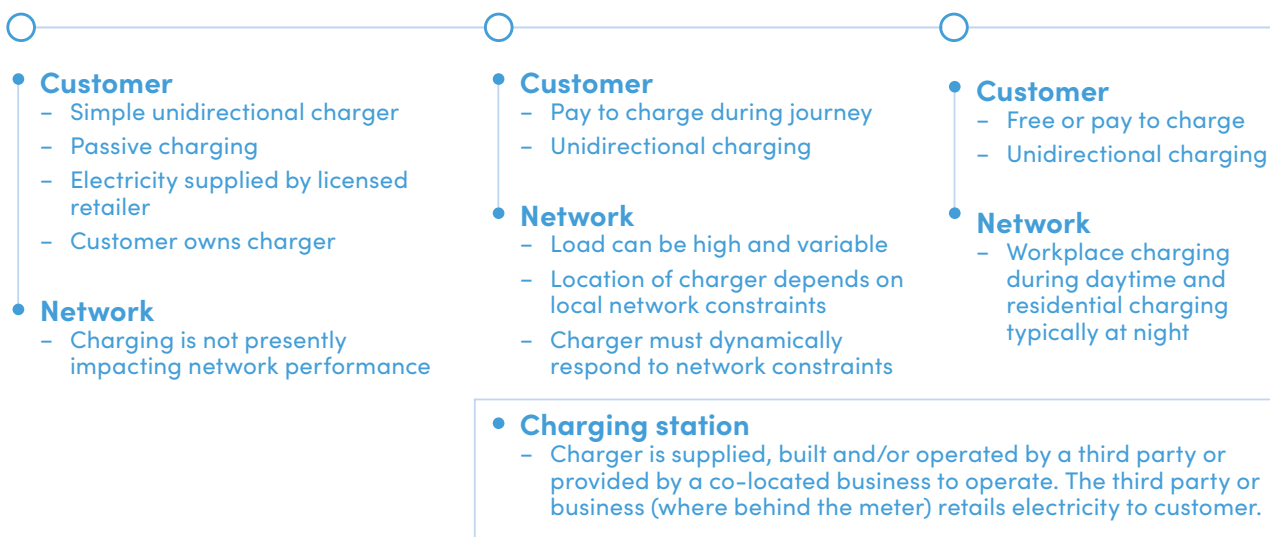 Customer
– Simple unidirectional charger
– Passive charging
– Electricity supplied by licensed
retailer
– Customer owns charger
Network
– Charging is not presently
impacting network performance
Customer
– Pay to charge during journey
– Unidirectional charging
Network
– Load can be high and variable
– Location of charger depends on
local network constraints
– Charger must dynamically
respond to network constraints
Customer
– Free or pay to charge
– Unidirectional charging
Network
– Workplace charging
during daytime and
residential charging
typically at night
Charging station
– Charger is supplied, built and/or operated by a third party or
provided by a co-located business to operate. The third party or
business (where behind the meter) retails electricity to customer.